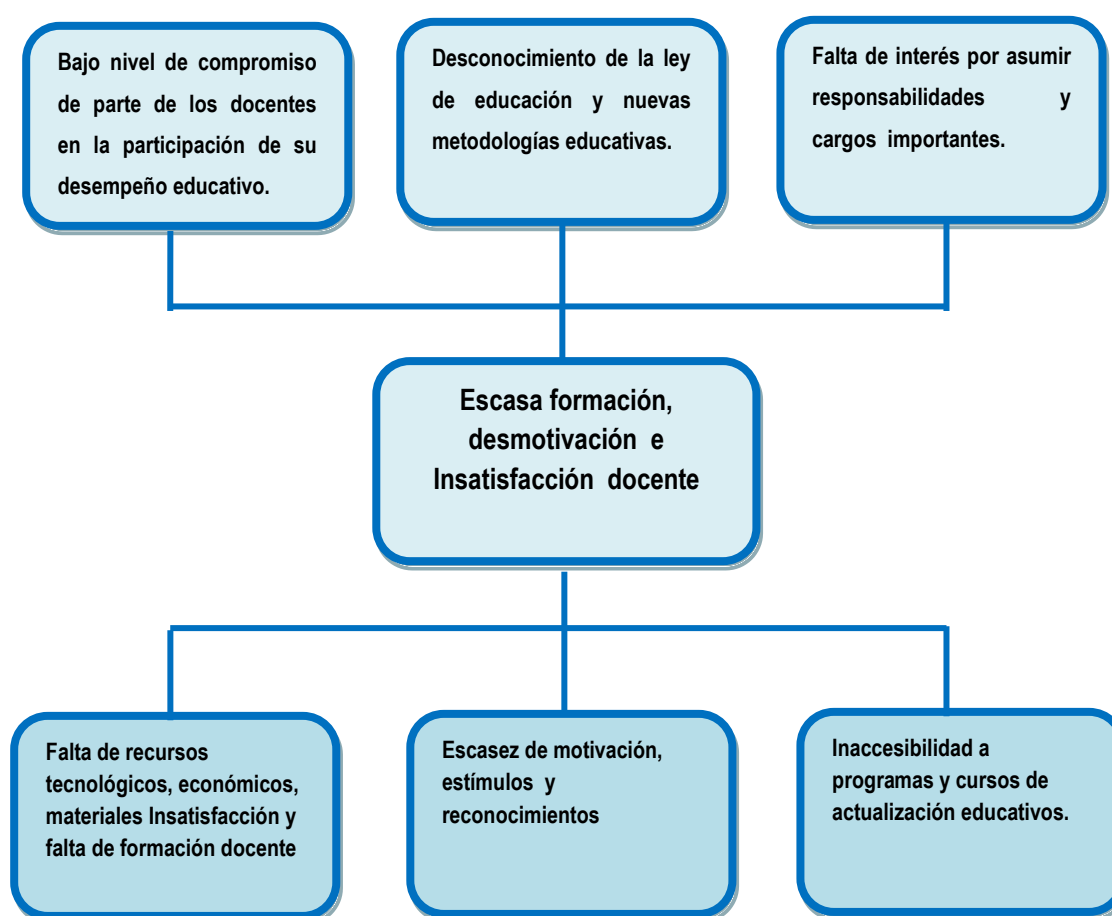 Bajo nivel de compromiso
de parte de los docentes
en la participación de su
desempeño educativo.
Desconocimiento de la ley
de educación y nuevas
metodologías educativas.
Falta de interés por asumir
responsabilidades y
cargos importantes.
Escasa formación,
desmotivación e
Insatisfacción docente
Falta de recursos
tecnológicos, económicos,
materiales Insatisfacción y
falta de formación docente
Escasez de motivación,
estímulos y
reconocimientos
Inaccesibilidad a
programas y cursos de
actualización educativos.